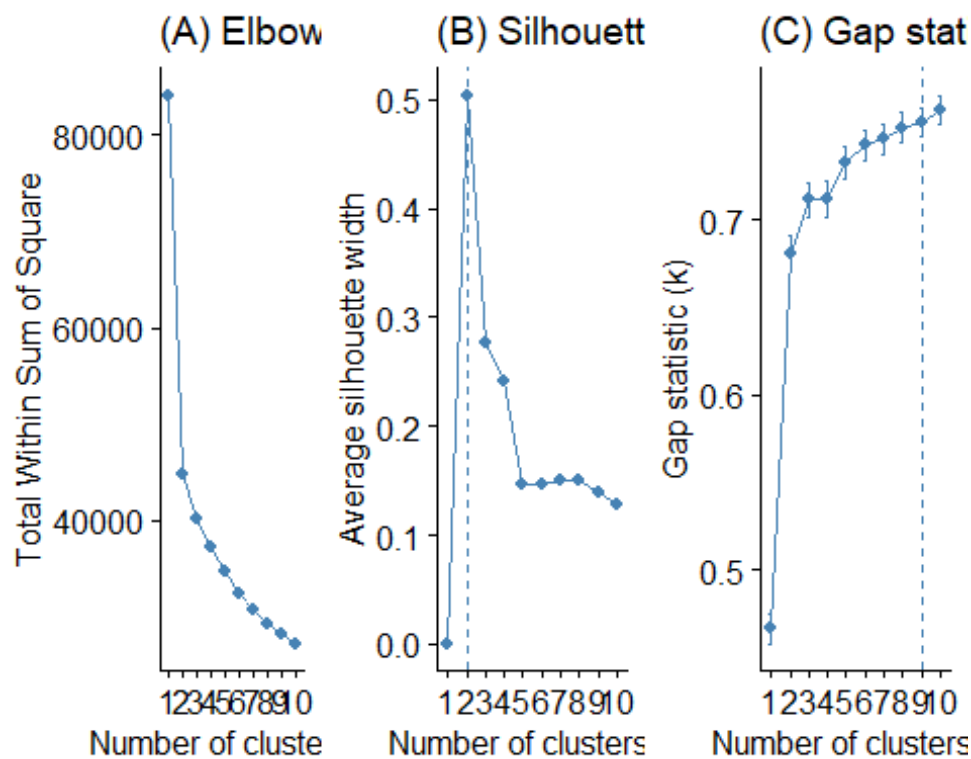 (A) Elbow
Total Within Sum of Square
80000
60000
40000
12345678910
Number of cluste
(B) Silhouett
Average silhouette width
0.5
0.4
0.3
0.2
0.1
0.0
12345678910
Number of clusters
(C) Gap stat
Gap statistic (k)
0.7
0.6
0.5
12345678910
Number of clusters